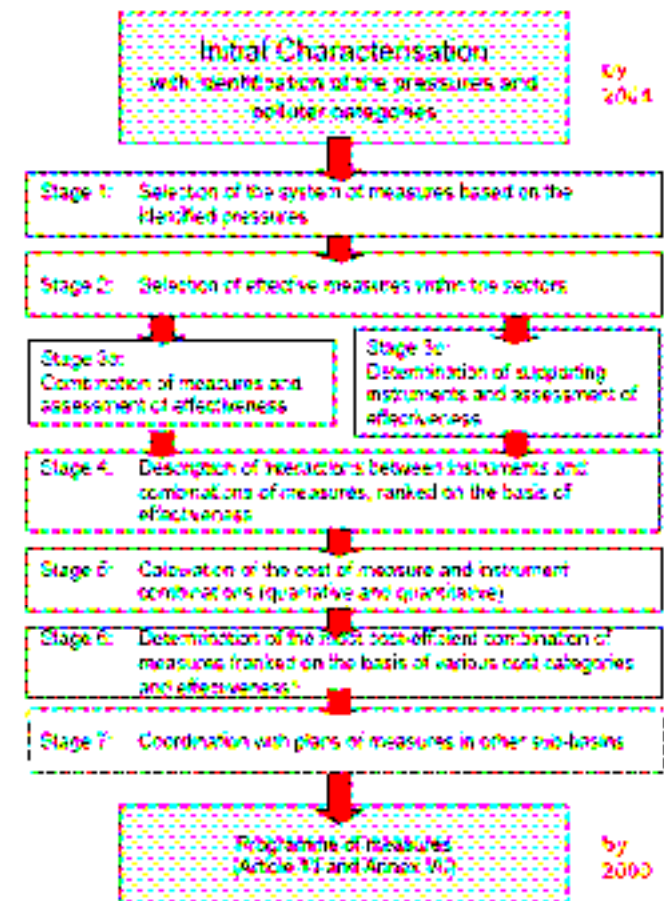 Initial Characterisation
with identification of the pressures and
polluter categories
by
2004
Stage 1: Selection of the system of measures based on the
identified pressures
Stage 2: Selection of effective measures within the sectors
Stage 3a:
Combination of measures and
assessment of effectiveness
Stage
Determination of supporting
instruments and assessment of
effectiveness
Stage 4: Description of interactions between instruments and
combinations of measures, ranked on the basis of
effectiveness
Stage 5: Calculation of the cost of measure and instrument
combinations (qualitative and quantitative)
Stage 6: Determination of the most cost-efficient combination of
measures (ranked on the basis of various cost categories
and effectiveness
Stage 7: Coordination with plans of measures in other sub-basins
Programme of measures
(Article and Annex
by